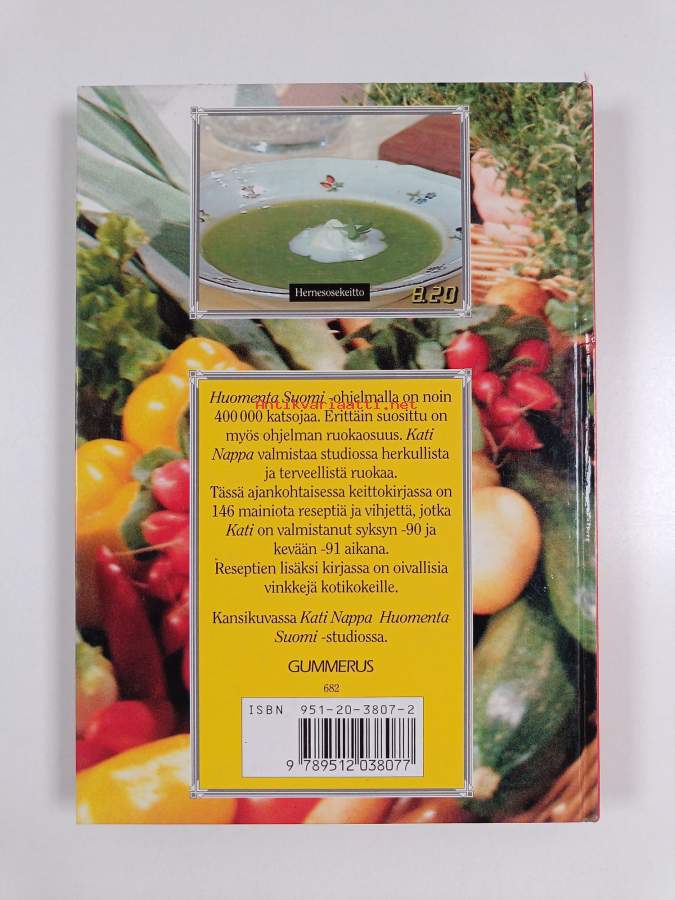 Hernesosekeitto
8.20
Huomenta Suomi -ohjelmalla on noin
Antikvariaatti.net
400 000 katsojaa. Erittäin suosittu on
myös ohjelman ruokaosuus. Kati
Nappa valmistaa studiossa herkullista
ja terveellistä ruokaa.
Tässä ajankohtaisessa keittokirjassa on
146 mainiota reseptiä ja vihjettä, jotka
Kati on valmistanut syksyn -90 ja
kevään -91 aikana.
Reseptien lisäksi kirjassa on oivallisia
vinkkejä kotikokeille.
Kansikuvassa Kati Nappa Huomenta
Suomi -studiossa.
GUMMERUS
682
ISBN 951-20-3807-2
9 789512 038077